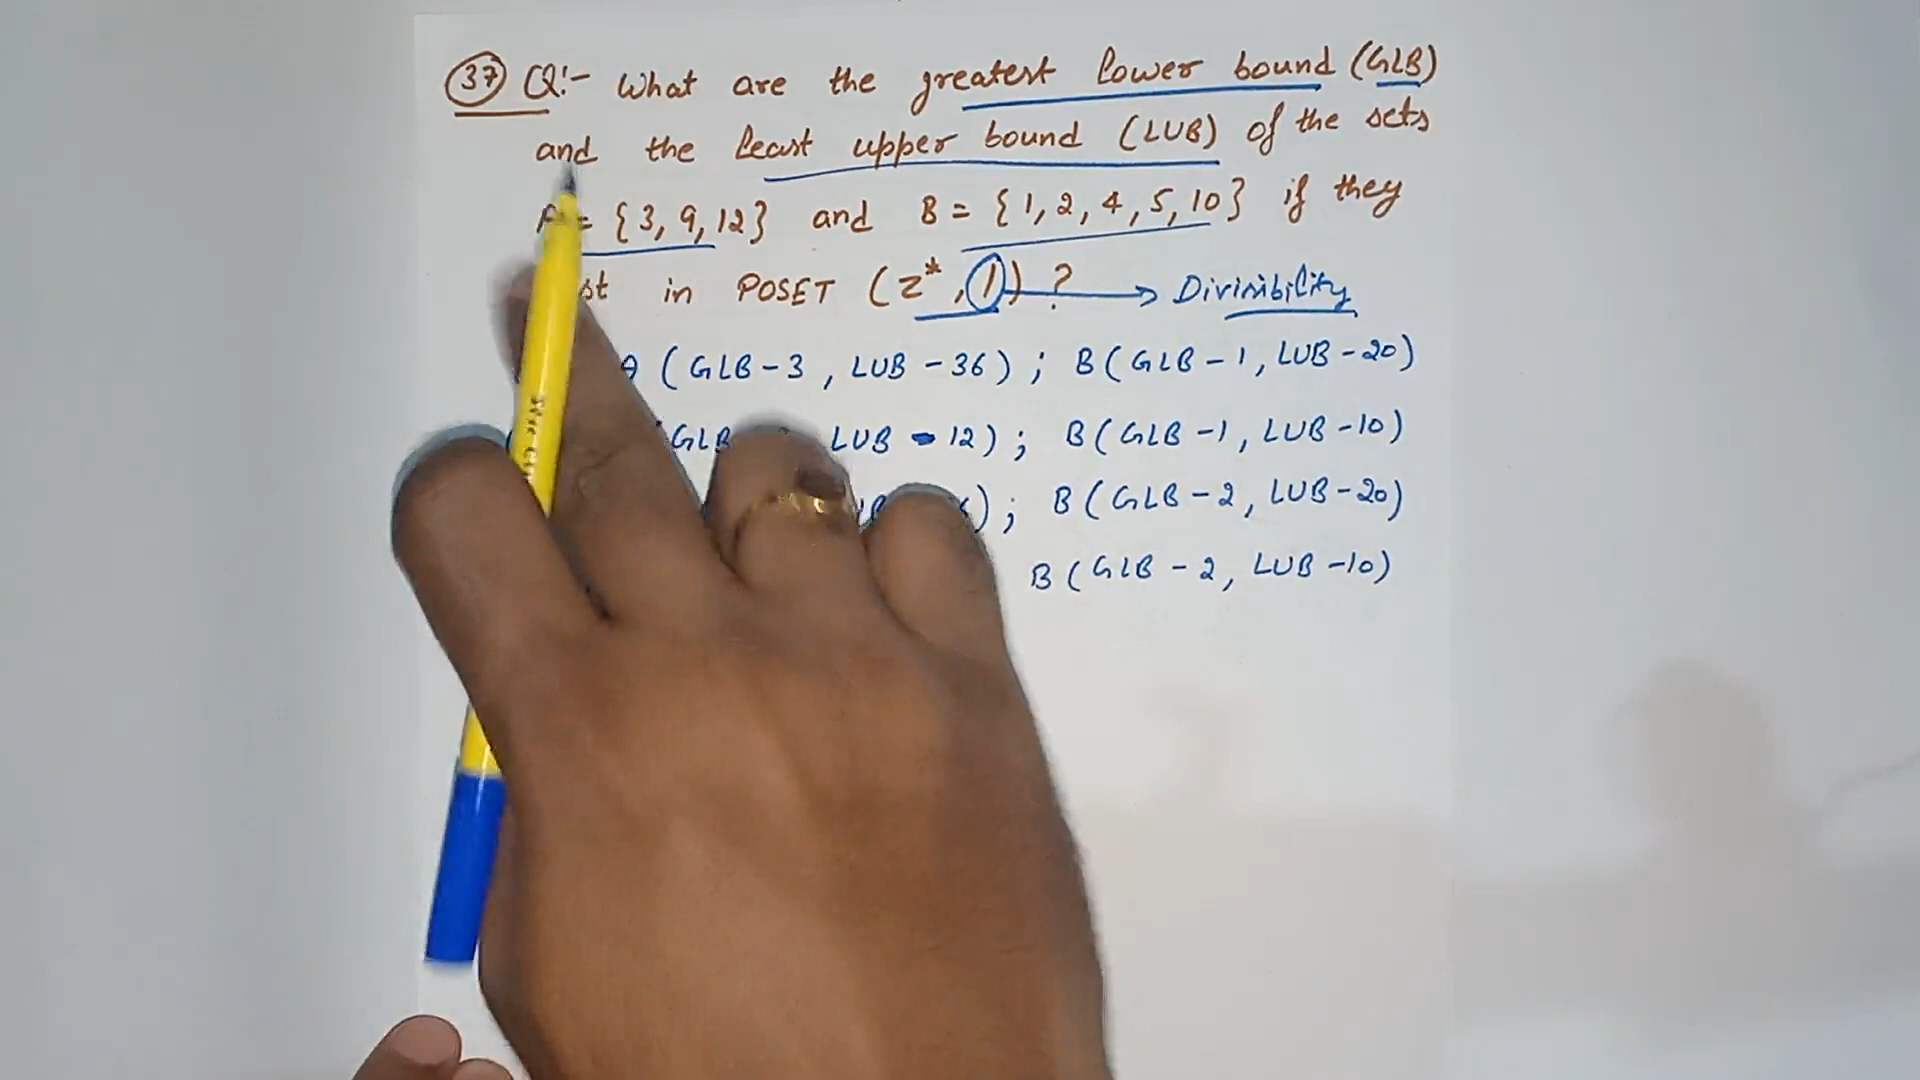 37 Q:- What are the greatest lower bound (GLB)
and the least upper bound (LUB) of the sets
= {3, 9, 12} and B = {1, 2, 4, 5, 10} if they
st in POSET (Z*, |) ? → Divisibility
A (GLB - 3, LUB - 36) ; B (GLB - 1, LUB - 20)
GLB LUB - 12) ; B (GLB - 1, LUB - 10)
) ; B (GLB - 2, LUB - 20)
B (GLB - 2, LUB - 10)